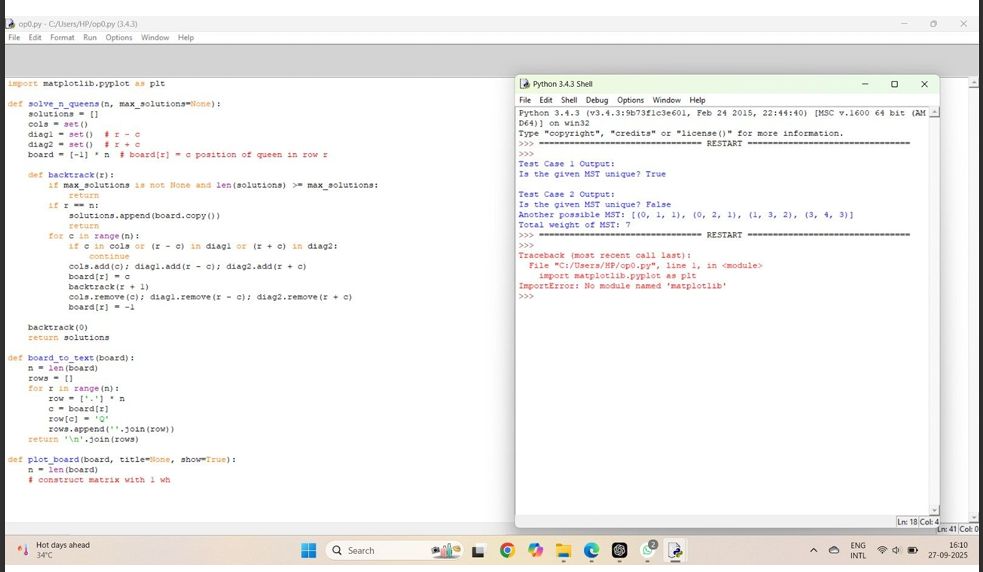 op0.py - C:/Users/HP/op0.py (3.4.3)
File Edit Format Run Options Window Help
import matplotlib.pyplot as plt
def solve_n_queens(n, max_solutions=None):
    solutions = []
    cols = set()
    diag1 = set()  # r - c
    diag2 = set()  # r + c
    board = [-1] * n  # board[r] = c position of queen in row r
    def backtrack(r):
        if max_solutions is not None and len(solutions) >= max_solutions:
            return
        if r == n:
            solutions.append(board.copy())
            return
        for c in range(n):
            if c in cols or (r - c) in diag1 or (r + c) in diag2:
                continue
            cols.add(c); diag1.add(r - c); diag2.add(r + c)
            board[r] = c
            backtrack(r + 1)
            cols.remove(c); diag1.remove(r - c); diag2.remove(r + c)
            board[r] = -1
    backtrack(0)
    return solutions
def board_to_text(board):
    n = len(board)
    rows = []
    for r in range(n):
        row = ['.'] * n
        c = board[r]
        row[c] = 'Q'
        rows.append(''.join(row))
    return '\n'.join(rows)
def plot_board(board, title=None, show=True):
    n = len(board)
    # construct matrix with 1 wh
Python 3.4.3 Shell
File Edit Shell Debug Options Window Help
Python 3.4.3 (v3.4.3:9b73f1c3e601, Feb 24 2015, 22:44:40) [MSC v.1600 64 bit (AM
D64)] on win32
Type "copyright", "credits" or "license()" for more information.
>>> ================================ RESTART ================================
>>>
Test Case 1 Output:
Is the given MST unique? True
Test Case 2 Output:
Is the given MST unique? False
Another possible MST: [(0, 1, 1), (0, 2, 1), (1, 3, 2), (3, 4, 3)]
Total weight of MST: 7
>>> ================================ RESTART ================================
>>>
Traceback (most recent call last):
  File "C:/Users/HP/op0.py", line 1, in <module>
    import matplotlib.pyplot as plt
ImportError: No module named 'matplotlib'
>>>
Ln: 18 Col: 4
Ln: 41 Col: 0
Hot days ahead
34°C
Search
2
ENG
INTL
16:10
27-09-2025